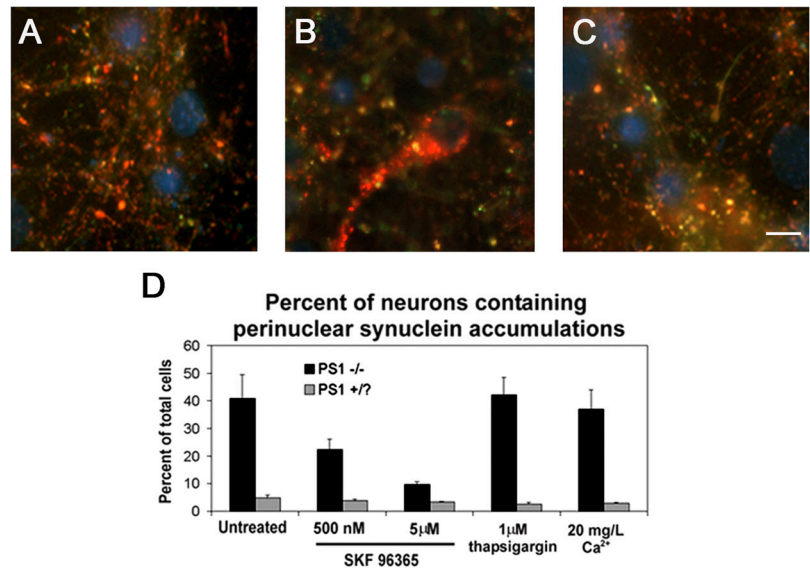 A
B
C
D
Percent of neurons containing
perinuclear synuclein accumulations
Percent of total cells
60
50
40
30
20
10
0
PS1 -/-
PS1 +/?
Untreated
500 nM
5µM
SKF 96365
1µM
thapsigargin
20 mg/L
Ca²⁺